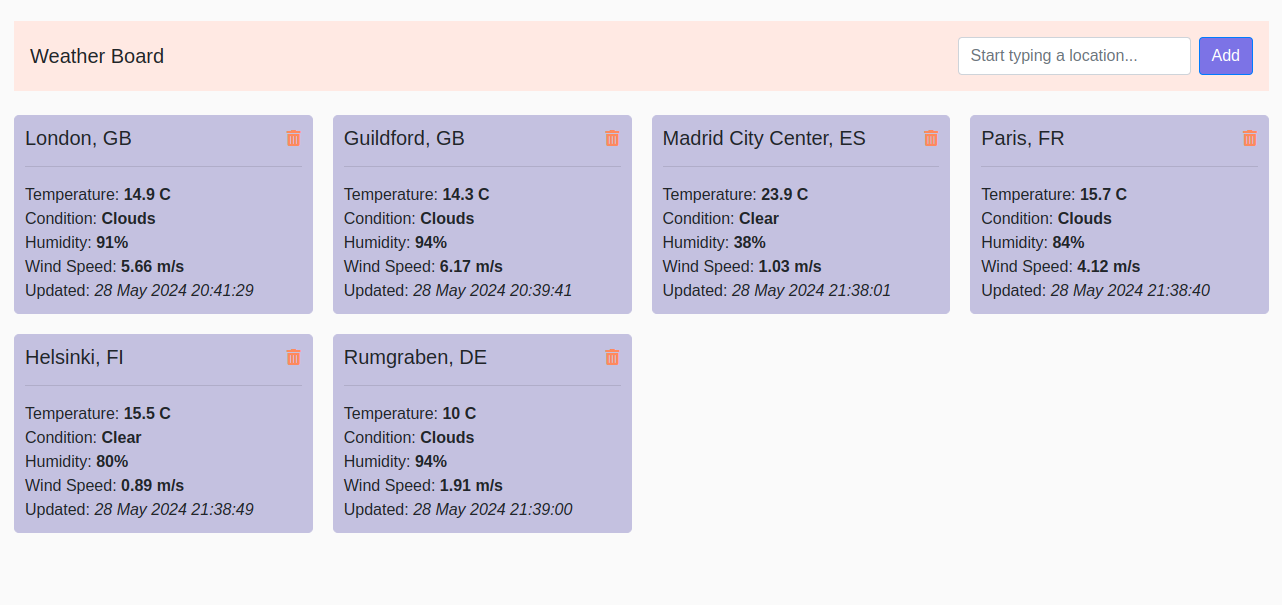 Weather Board
Start typing a location...
Add
London, GB
Temperature: 14.9 C
Condition: Clouds
Humidity: 91%
Wind Speed: 5.66 m/s
Updated: 28 May 2024 20:41:29
Guildford, GB
Temperature: 14.3 C
Condition: Clouds
Humidity: 94%
Wind Speed: 6.17 m/s
Updated: 28 May 2024 20:39:41
Madrid City Center, ES
Temperature: 23.9 C
Condition: Clear
Humidity: 38%
Wind Speed: 1.03 m/s
Updated: 28 May 2024 21:38:01
Paris, FR
Temperature: 15.7 C
Condition: Clouds
Humidity: 84%
Wind Speed: 4.12 m/s
Updated: 28 May 2024 21:38:40
Helsinki, FI
Temperature: 15.5 C
Condition: Clear
Humidity: 80%
Wind Speed: 0.89 m/s
Updated: 28 May 2024 21:38:49
Rumgraben, DE
Temperature: 10 C
Condition: Clouds
Humidity: 94%
Wind Speed: 1.91 m/s
Updated: 28 May 2024 21:39:00